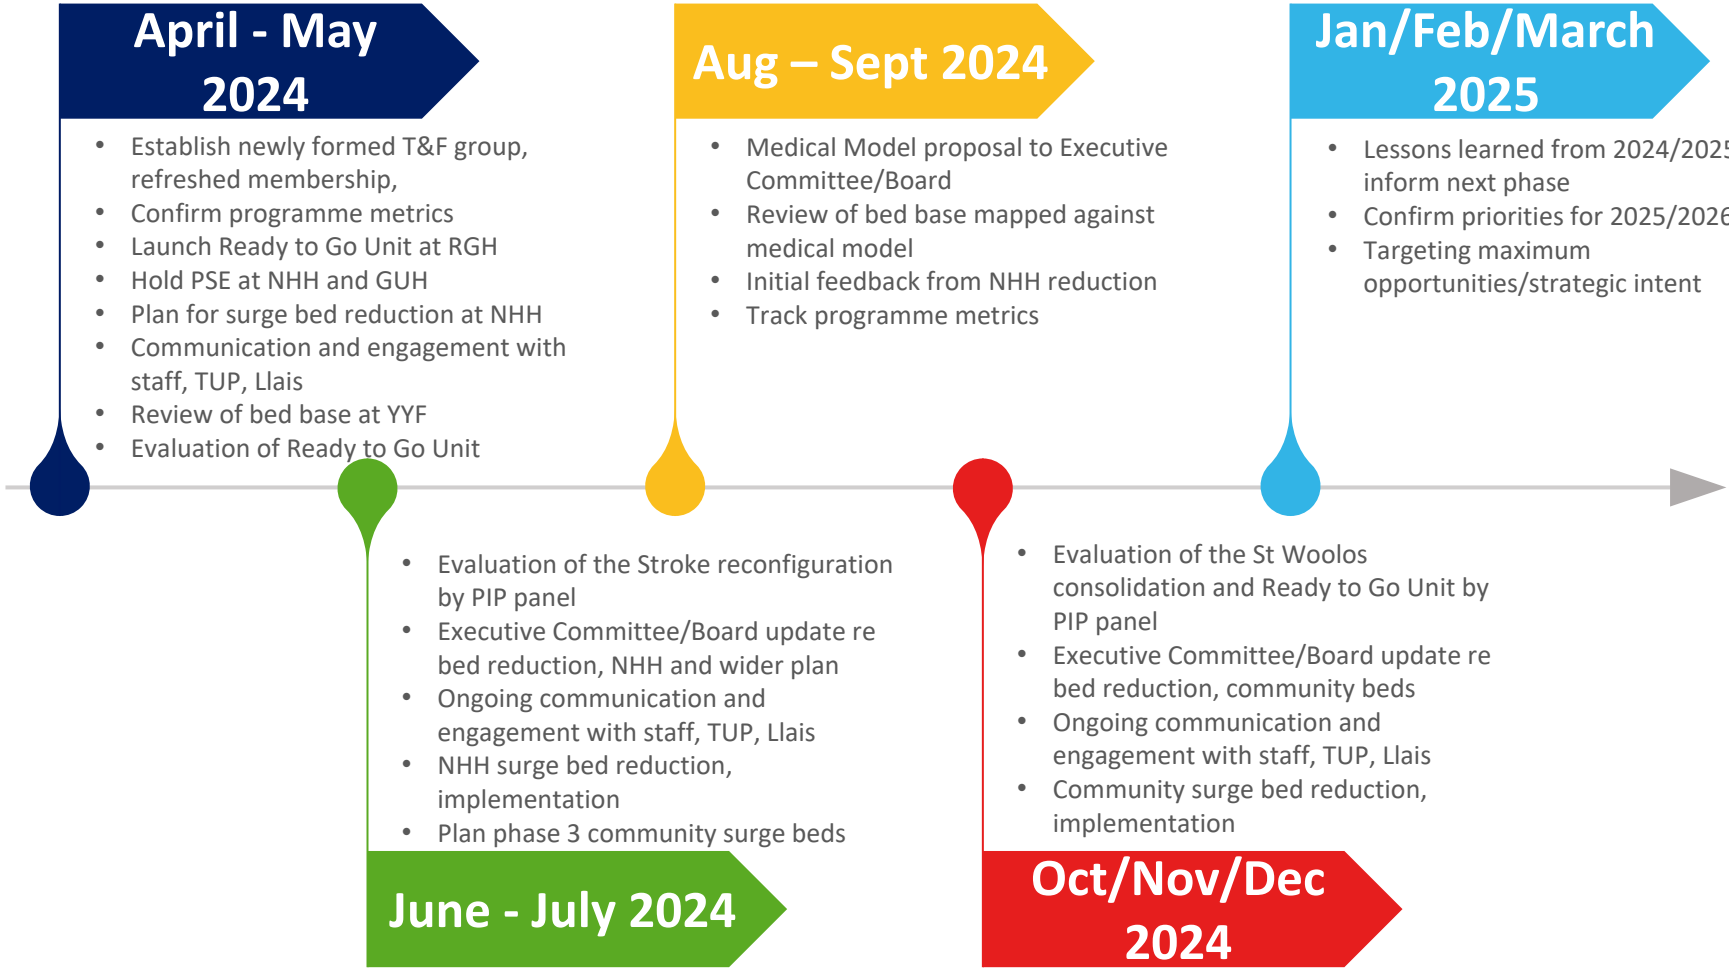 April - May
2024
• Establish newly formed T&F group,
refreshed membership,
• Confirm programme metrics
• Launch Ready to Go Unit at RGH
• Hold PSE at NHH and GUH
• Plan for surge bed reduction at NHH
• Communication and engagement with
staff, TUP, Llais
• Review of bed base at YYF
• Evaluation of Ready to Go Unit
Aug – Sept 2024
• Medical Model proposal to Executive
Committee/Board
• Review of bed base mapped against
medical model
• Initial feedback from NHH reduction
• Track programme metrics
Jan/Feb/March
2025
• Lessons learned from 2024/2025
inform next phase
• Confirm priorities for 2025/2026
• Targeting maximum
opportunities/strategic intent
• Evaluation of the Stroke reconfiguration
by PIP panel
• Executive Committee/Board update re
bed reduction, NHH and wider plan
• Ongoing communication and
engagement with staff, TUP, Llais
• NHH surge bed reduction,
implementation
• Plan phase 3 community surge beds
June - July 2024
• Evaluation of the St Woolos
consolidation and Ready to Go Unit by
PIP panel
• Executive Committee/Board update re
bed reduction, community beds
• Ongoing communication and
engagement with staff, TUP, Llais
• Community surge bed reduction,
implementation
Oct/Nov/Dec
2024